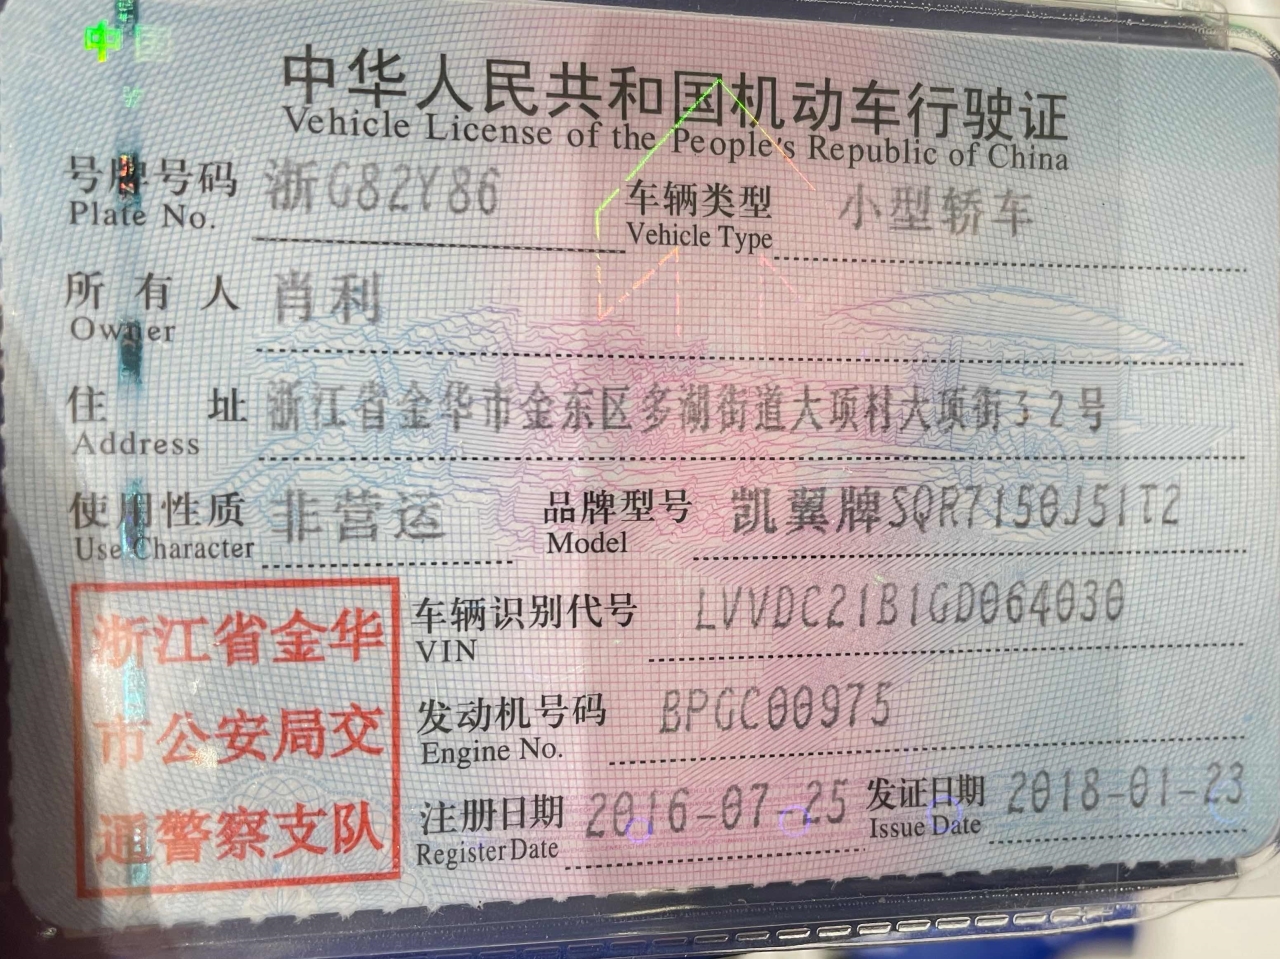 中国
中华人民共和国机动车行驶证
Vehicle License of the People's Republic of China
号牌号码 浙G82Y86 车辆类型 小型轿车
Plate No. Vehicle Type
所有人 肖利
Owner
住址 浙江省金华市金东区多湖街道大项村大项街32号
Address
使用性质 非营运 品牌型号 凯翼牌SQR7150J51T2
Use Character Model
浙江省金华
市公安局交
通警察支队
车辆识别代号 LVVDC21B1GD064030
VIN
发动机号码 BPGC00975
Engine No.
注册日期 2016-07-25 发证日期 2018-01-23
Register Date Issue Date